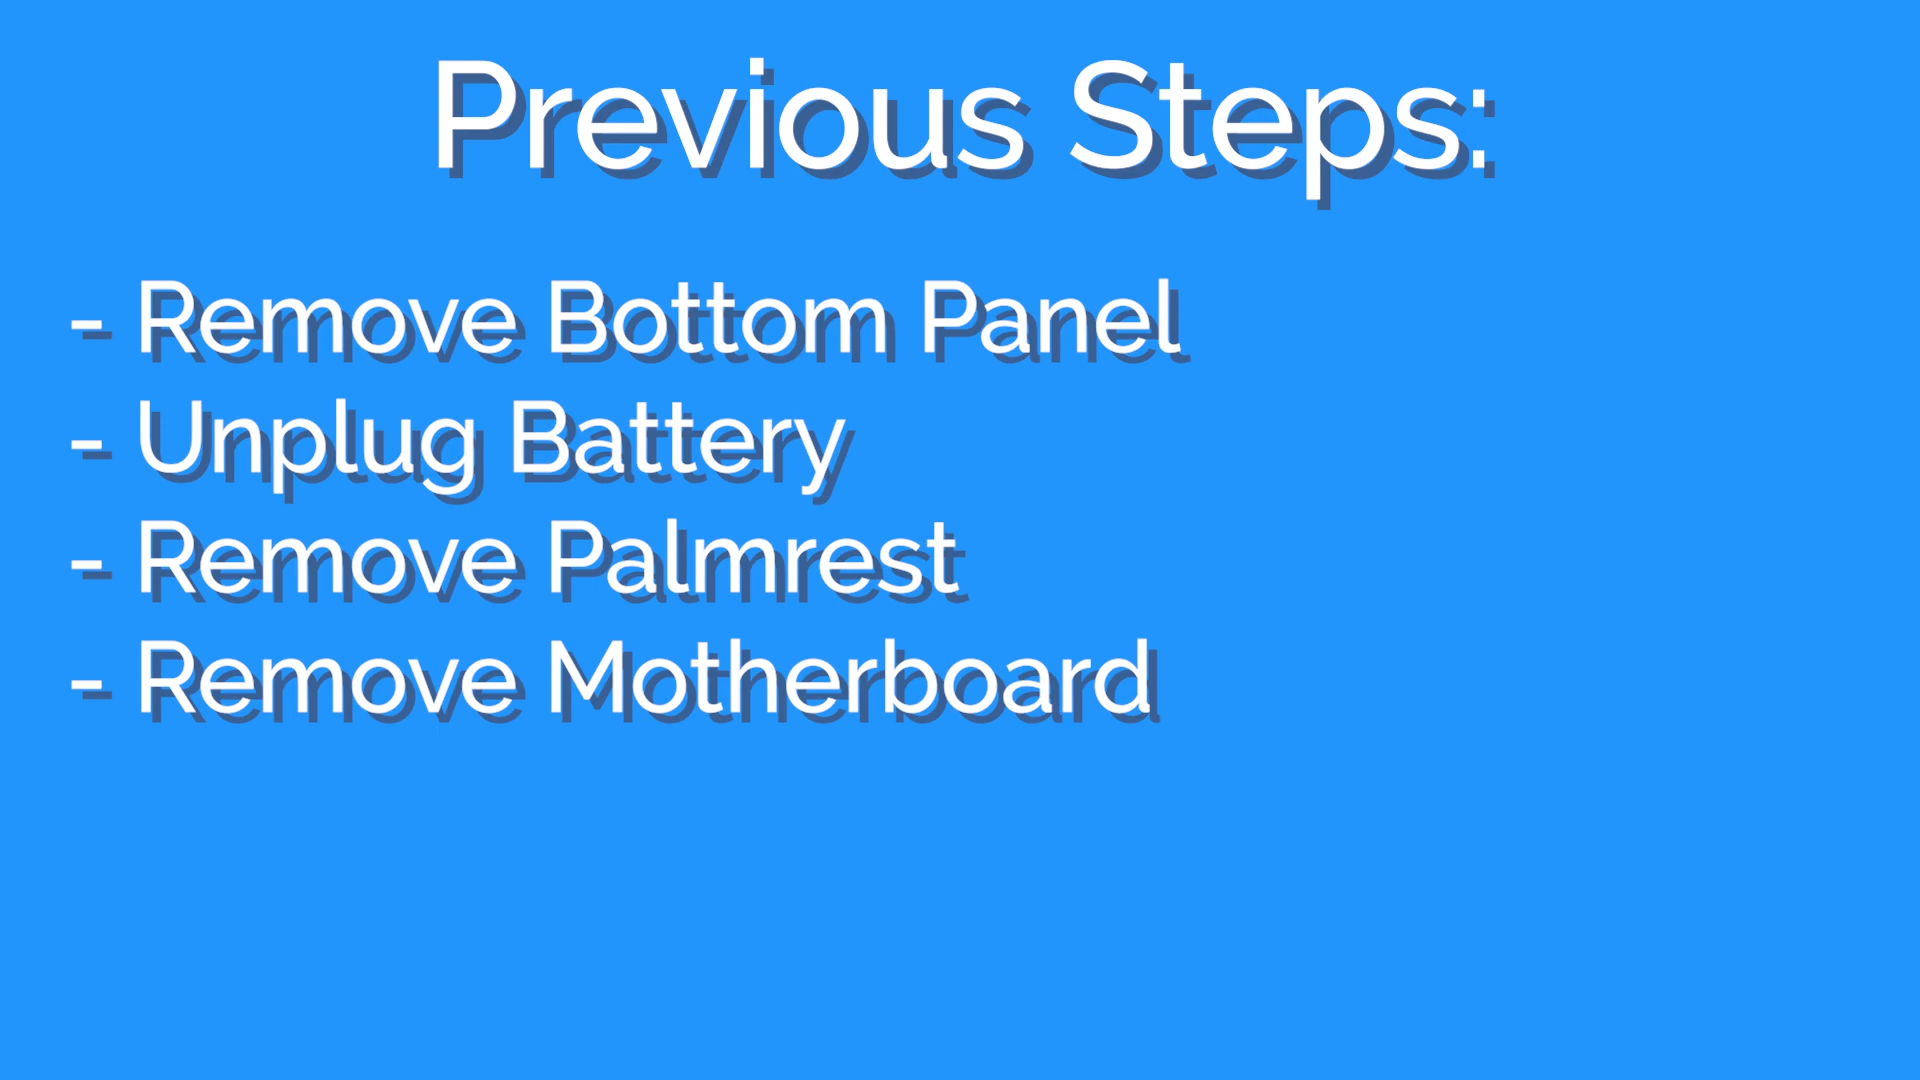 Previous Steps:
- Remove Bottom Panel
- Unplug Battery
- Remove Palmrest
- Remove Motherboard